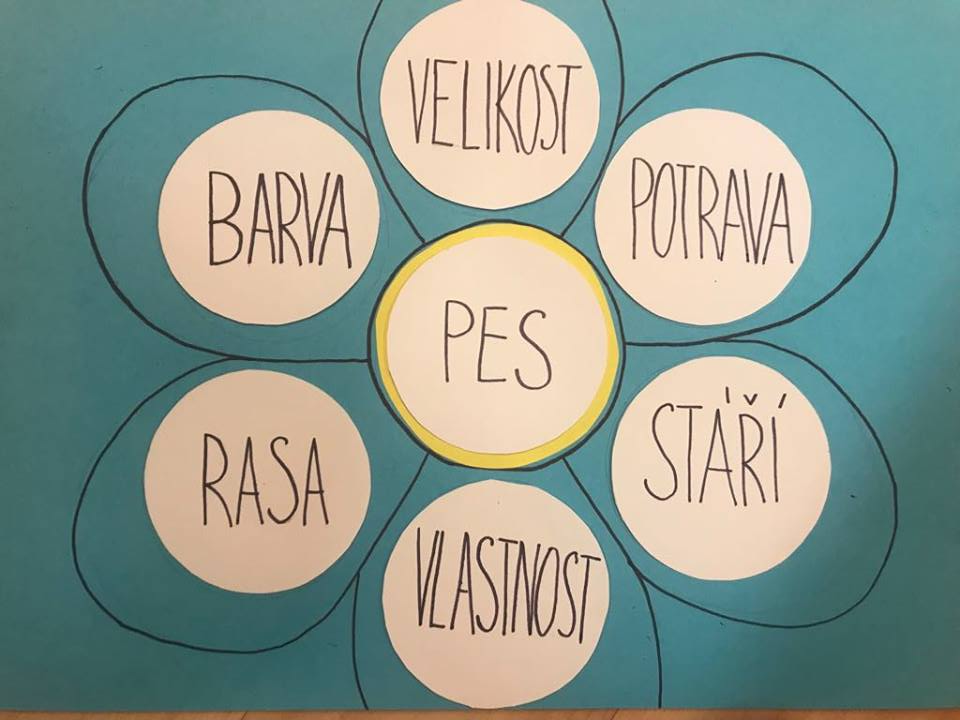 VELIKOST
BARVA
POTRAVA
PES
RASA
STÁŘÍ
VLASTNOST